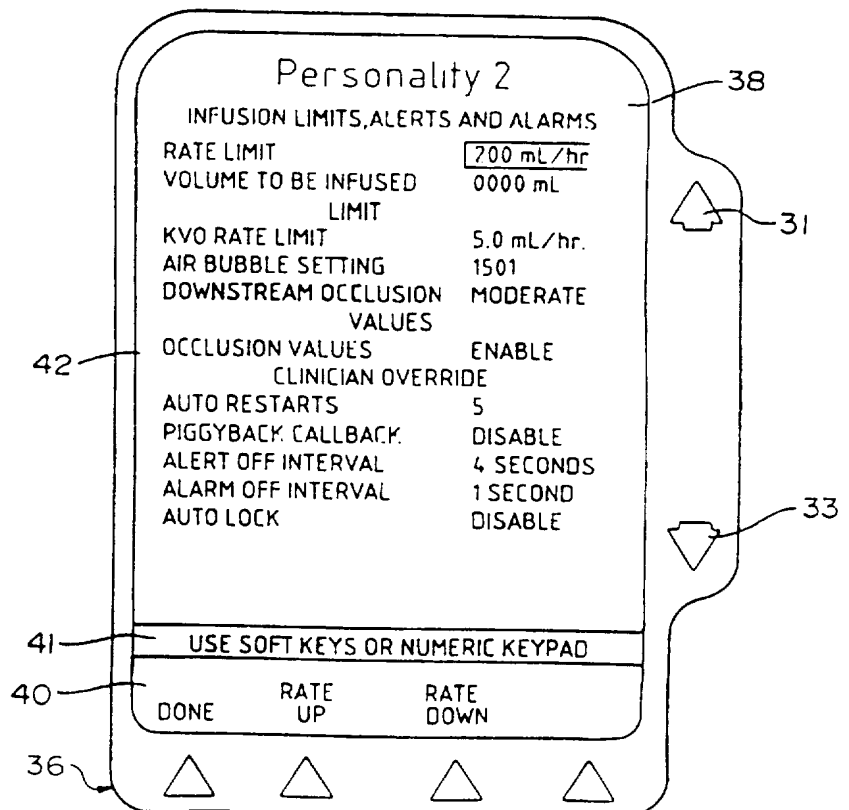 Personality 2
38
INFUSION LIMITS, ALERTS AND ALARMS
RATE LIMIT 200 mL/hr
VOLUME TO BE INFUSED 0000 mL
LIMIT
31
KVO RATE LIMIT 5.0 mL/hr.
AIR BUBBLE SETTING 1501
DOWNSTREAM OCCLUSION MODERATE
VALUES
42
OCCLUSION VALUES ENABLE
CLINICIAN OVERRIDE
AUTO RESTARTS 5
PIGGYBACK CALLBACK DISABLE
ALERT OFF INTERVAL 4 SECONDS
ALARM OFF INTERVAL 1 SECOND
AUTO LOCK DISABLE
33
41
USE SOFT KEYS OR NUMERIC KEYPAD
40
DONE
RATE
UP
RATE
DOWN
36